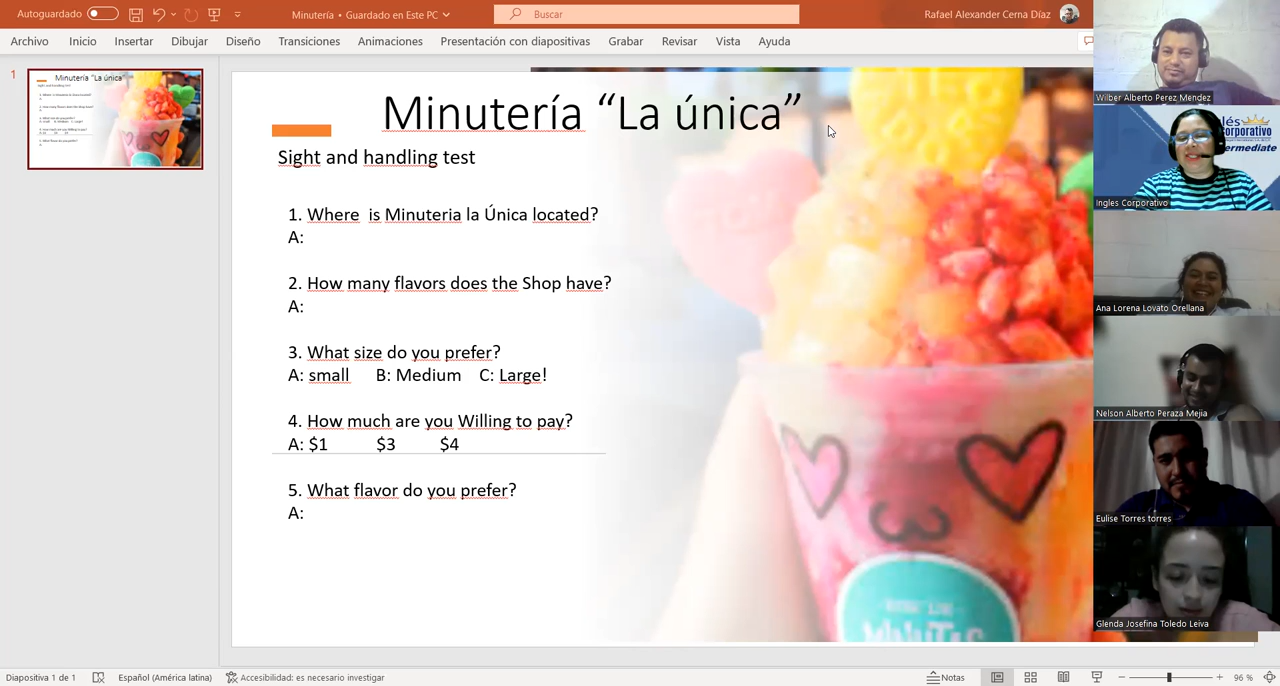 Autoguardado
Minutería • Guardado en Este PC
Buscar
Rafael Alexander Cerna Díaz
Archivo Inicio Insertar Dibujar Diseño Transiciones Animaciones Presentación con diapositivas Grabar Revisar Vista Ayuda
1
Minutería “La única”
Sight and handling test
1. Where is Minuteria la Única located?
A:
2. How many flavors does the Shop have?
A:
3. What size do you prefer?
A: small B: Medium C: Large!
4. How much are you Willing to pay?
A: $1 $3 $4
5. What flavor do you prefer?
A:
Wilber Alberto Perez Mendez
Ingles Corporativo
Ana Lorena Lovato Orellana
Nelson Alberto Peraza Mejia
Eulise Torres torres
Glenda Josefina Toledo Leiva
Diapositiva 1 de 1
Español (América latina)
Accesibilidad: es necesario investigar
Notas
96 %